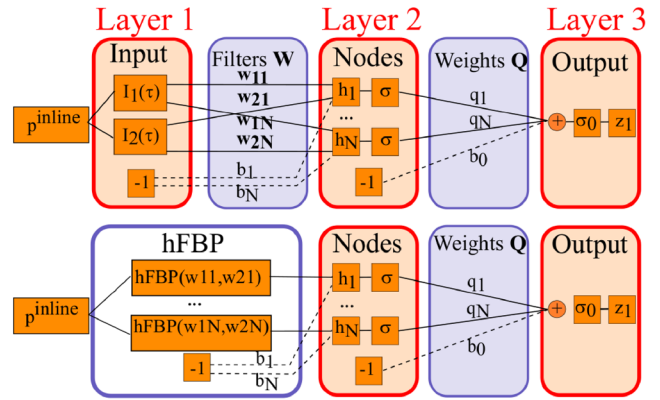 Layer 1
Layer 2
Layer 3
Input
Filters W
Nodes
Weights Q
Output
p^inline
I1(τ)
I2(τ)
-1
w11
w21
w1N
w2N
b1
bN
h1
σ
...
hN
σ
-1
q1
qN
b0
+
σ0
z1
hFBP
Nodes
Weights Q
Output
p^inline
hFBP(w11,w21)
...
hFBP(w1N,w2N)
-1
b1
bN
h1
σ
...
hN
σ
-1
q1
qN
b0
+
σ0
z1